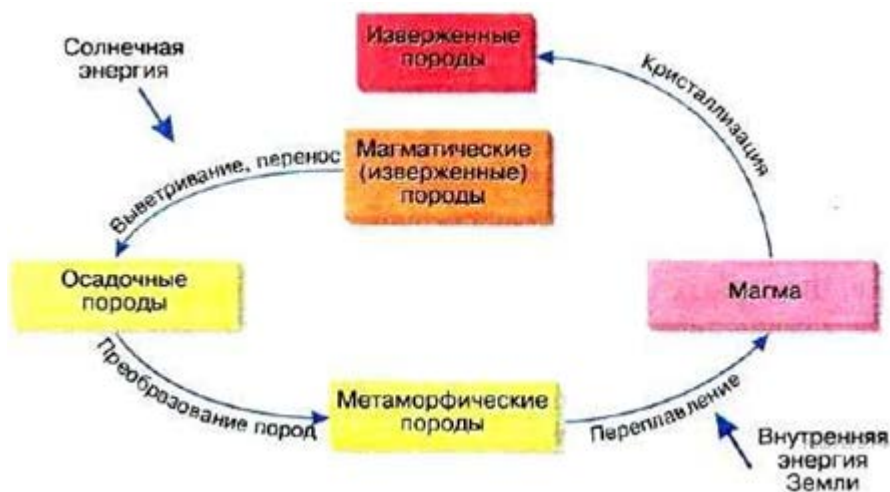 Солнечная
энергия
Изверженные
породы
Кристаллизация
Выветривание, перенос
Магматические
(изверженные)
породы
Осадочные
породы
Магма
Преобразование пород
Метаморфические
породы
Переплавление
Внутренняя
энергия
Земли